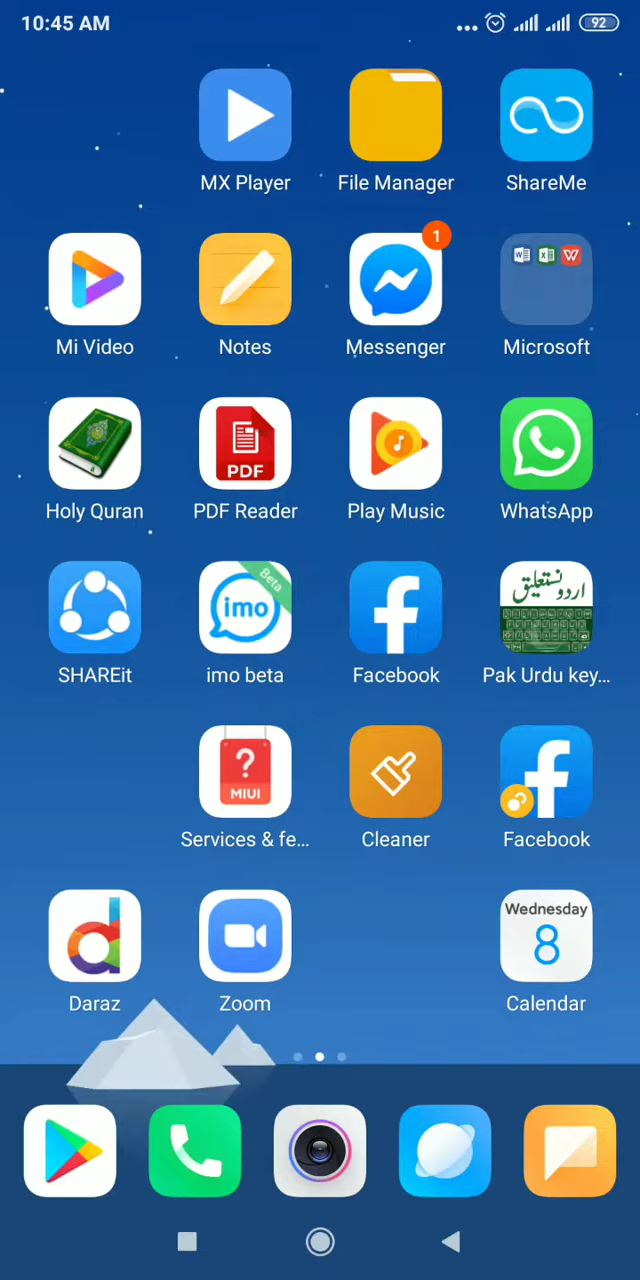 10:45 AM
92
MX Player
File Manager
ShareMe
1
W
X
W
Mi Video
Notes
Messenger
Microsoft
PDF
Holy Quran
PDF Reader
Play Music
WhatsApp
Beta
imo
f
اردو نستعلیق
SHAREit
imo beta
Facebook
Pak Urdu key...
?
MIUI
f
Services & fe...
Cleaner
Facebook
d
Wednesday
8
Daraz
Zoom
Calendar